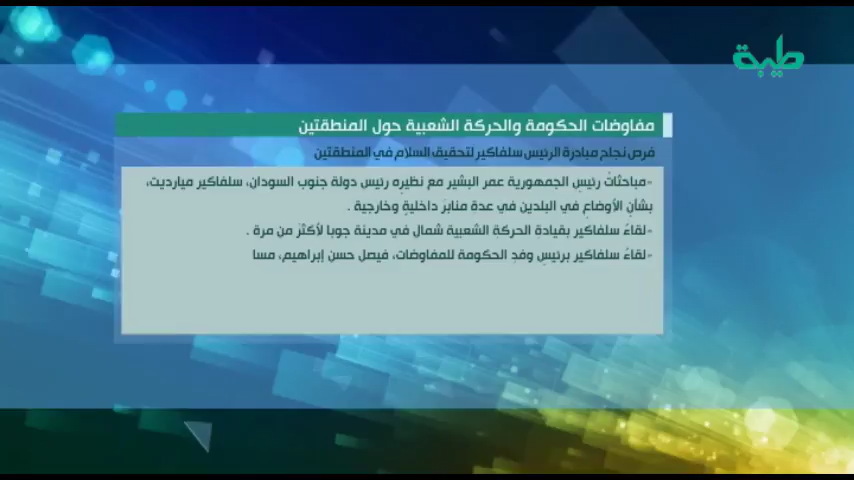 طيبة
مفاوضات الحكومة والحركة الشعبية حول المنطقتين
فرص نجاح مبادرة الرئيس سلفاكير لتحقيق السلام في المنطقتين
-مباحثاتُ رئيسِ الجمهورية عمر البشير مع نظيرِه رئيس دولة جنوب السودان، سلفاكير ميارديت،
بشأنِ الأوضاعِ في البلدين في عدة منابرَ داخليةٍ وخارجية .
-لقاءُ سلفاكير بقيادةِ الحركةِ الشعبية شمال في مدينة جوبا لأكثرَ من مرة .
-لقاءُ سلفاكير برئيسِ وفدِ الحكومة للمفاوضات، فيصل حسن إبراهيم، مسا